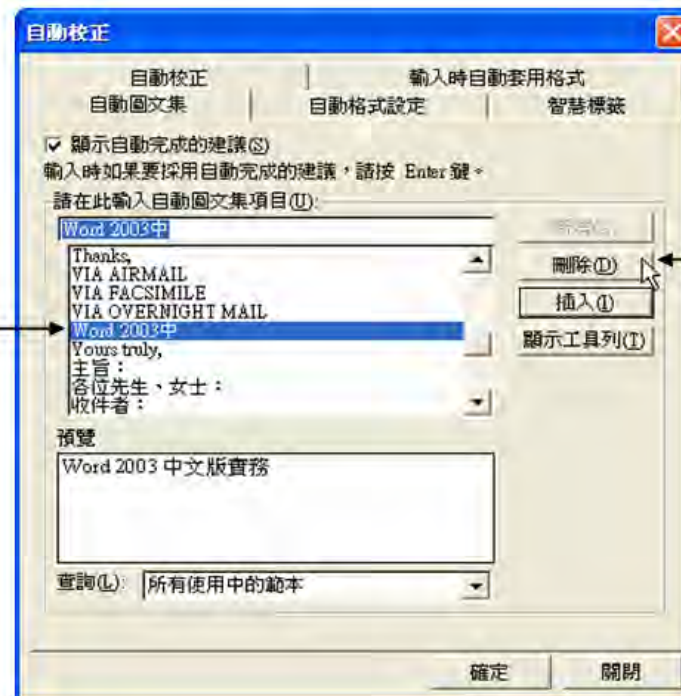 自動校正
自動校正 輸入時自動套用格式
自動圖文集 自動格式設定 智慧標籤
顯示自動完成的建議(S)
輸入時如果要採用自動完成的建議，請按 Enter 鍵。
請在此輸入自動圖文集項目(U):
Word 2003中
Thanks,
VIA AIRMAIL
VIA FACSIMILE
VIA OVERNIGHT MAIL
Word 2003中
Yours truly,
主旨：
各位先生、女士：
收件者：
刪除(D)
插入(I)
顯示工具列(T)
預覽
Word 2003 中文版實務
查詢(L): 所有使用中的範本
確定 關閉